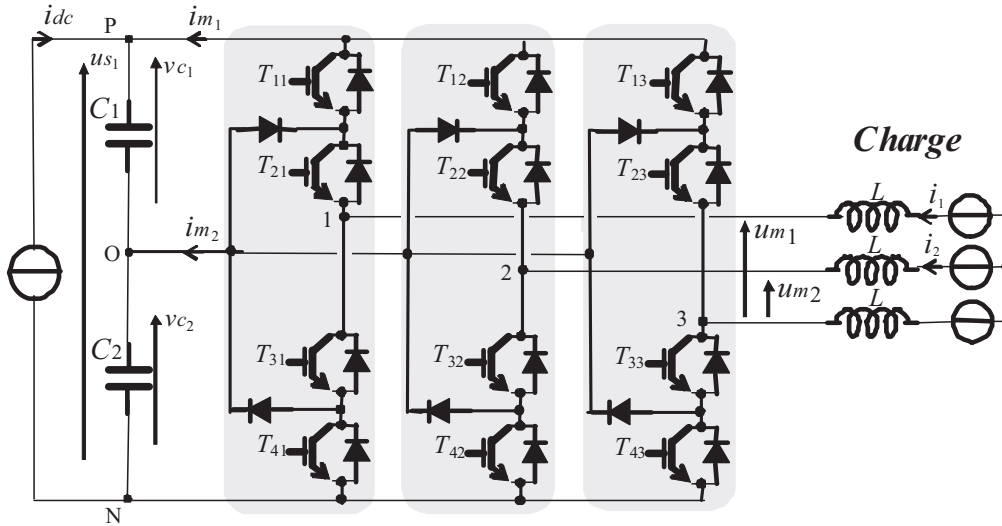 idc P im1
us1 vc1 T11 T12 T13
C1
Charge
T21 T22 T23
L i1
1
im2 um1
O L i2
2
um2
vc2 L
3
C2 T31 T32 T33
T41 T42 T43
N